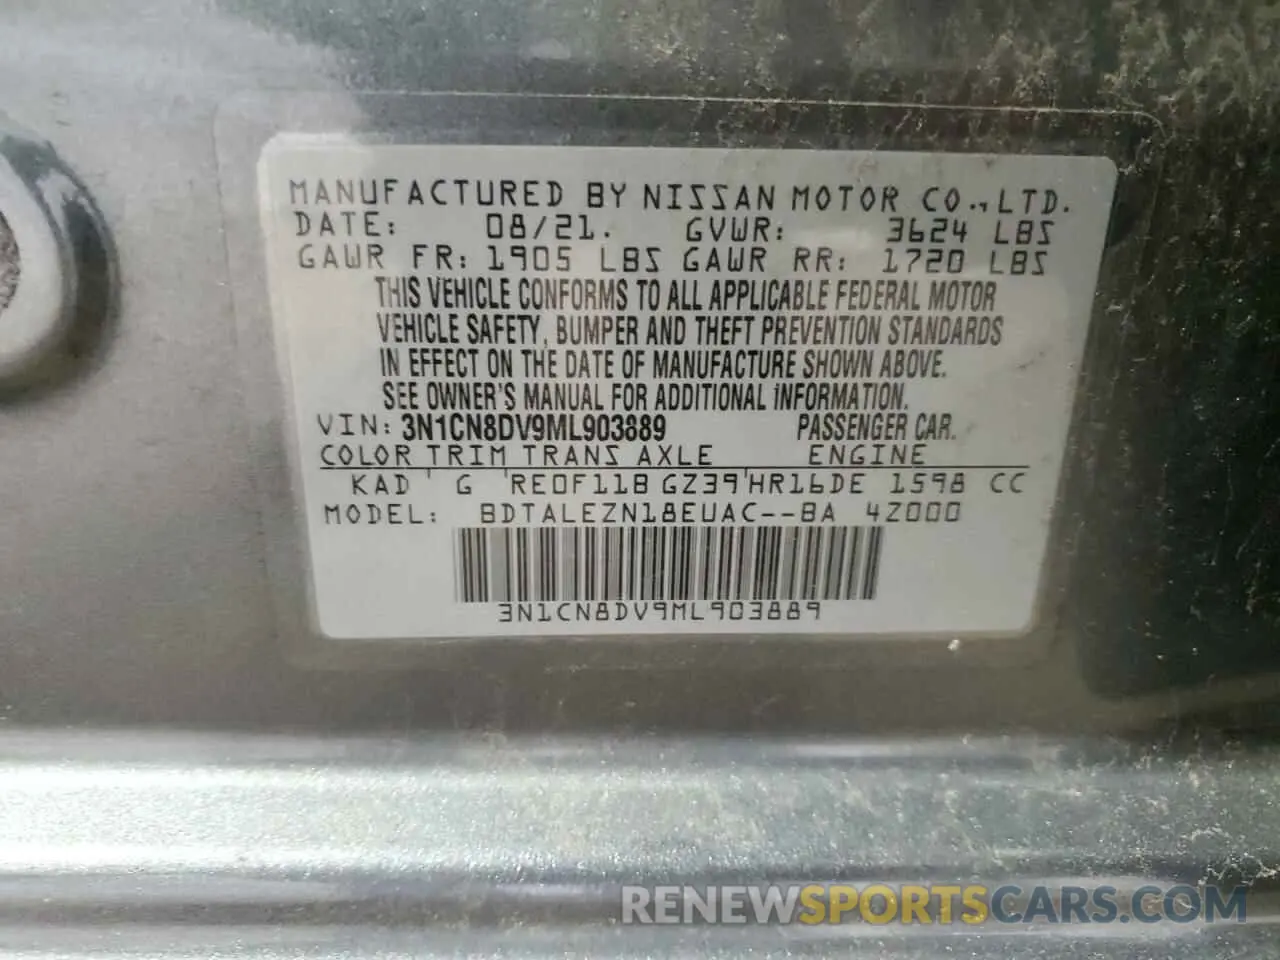 MANUFACTURED BY NISSAN MOTOR CO., LTD.
DATE: 08/21. GVWR: 3624 LBS
GAWR FR: 1905 LBS GAWR RR: 1720 LBS
THIS VEHICLE CONFORMS TO ALL APPLICABLE FEDERAL MOTOR
VEHICLE SAFETY, BUMPER AND THEFT PREVENTION STANDARDS
IN EFFECT ON THE DATE OF MANUFACTURE SHOWN ABOVE.
SEE OWNER'S MANUAL FOR ADDITIONAL INFORMATION.
VIN: 3N1CN8DV9ML903889 PASSENGER CAR.
COLOR TRIM TRANS AXLE ENGINE
KAD G RE0F11B GZ39 HR16DE 1598 CC
MODEL: BDTALEZN18EUAC--BA 4Z000
3N1CN8DV9ML903889
RENEWSPORTSCARS.COM